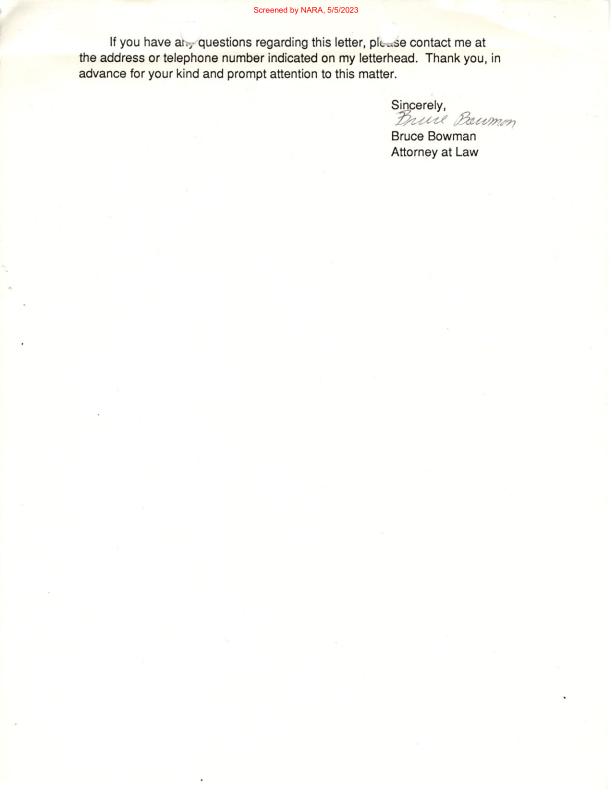 Screened by NARA, 5/5/2023
If you have any questions regarding this letter, please contact me at
the address or telephone number indicated on my letterhead. Thank you, in
advance for your kind and prompt attention to this matter.
Sincerely,
Bruce Bowman
Bruce Bowman
Attorney at Law